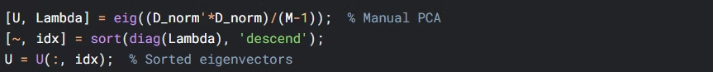 [U, Lambda] = eig((D_norm'*D_norm)/(M-1));  % Manual PCA
[~, idx] = sort(diag(Lambda), 'descend');
U = U(:, idx);  % Sorted eigenvectors